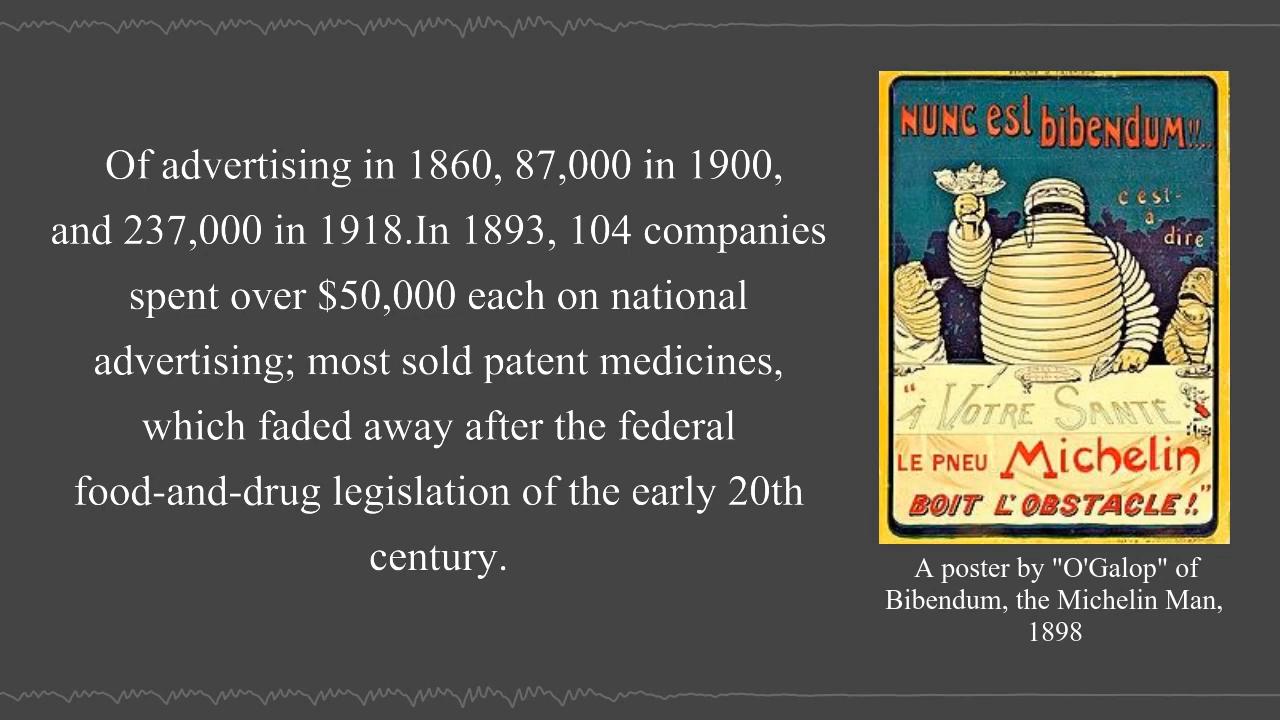 Of advertising in 1860, 87,000 in 1900,
and 237,000 in 1918.In 1893, 104 companies
spent over $50,000 each on national
advertising; most sold patent medicines,
which faded away after the federal
food-and-drug legislation of the early 20th
century.
NUNC est bibendum!!..
c'est-
à
dire
"à VOTRE SANTÉ
LE PNEU Michelin
BOIT L'OBSTACLE!."
A poster by "O'Galop" of
Bibendum, the Michelin Man,
1898